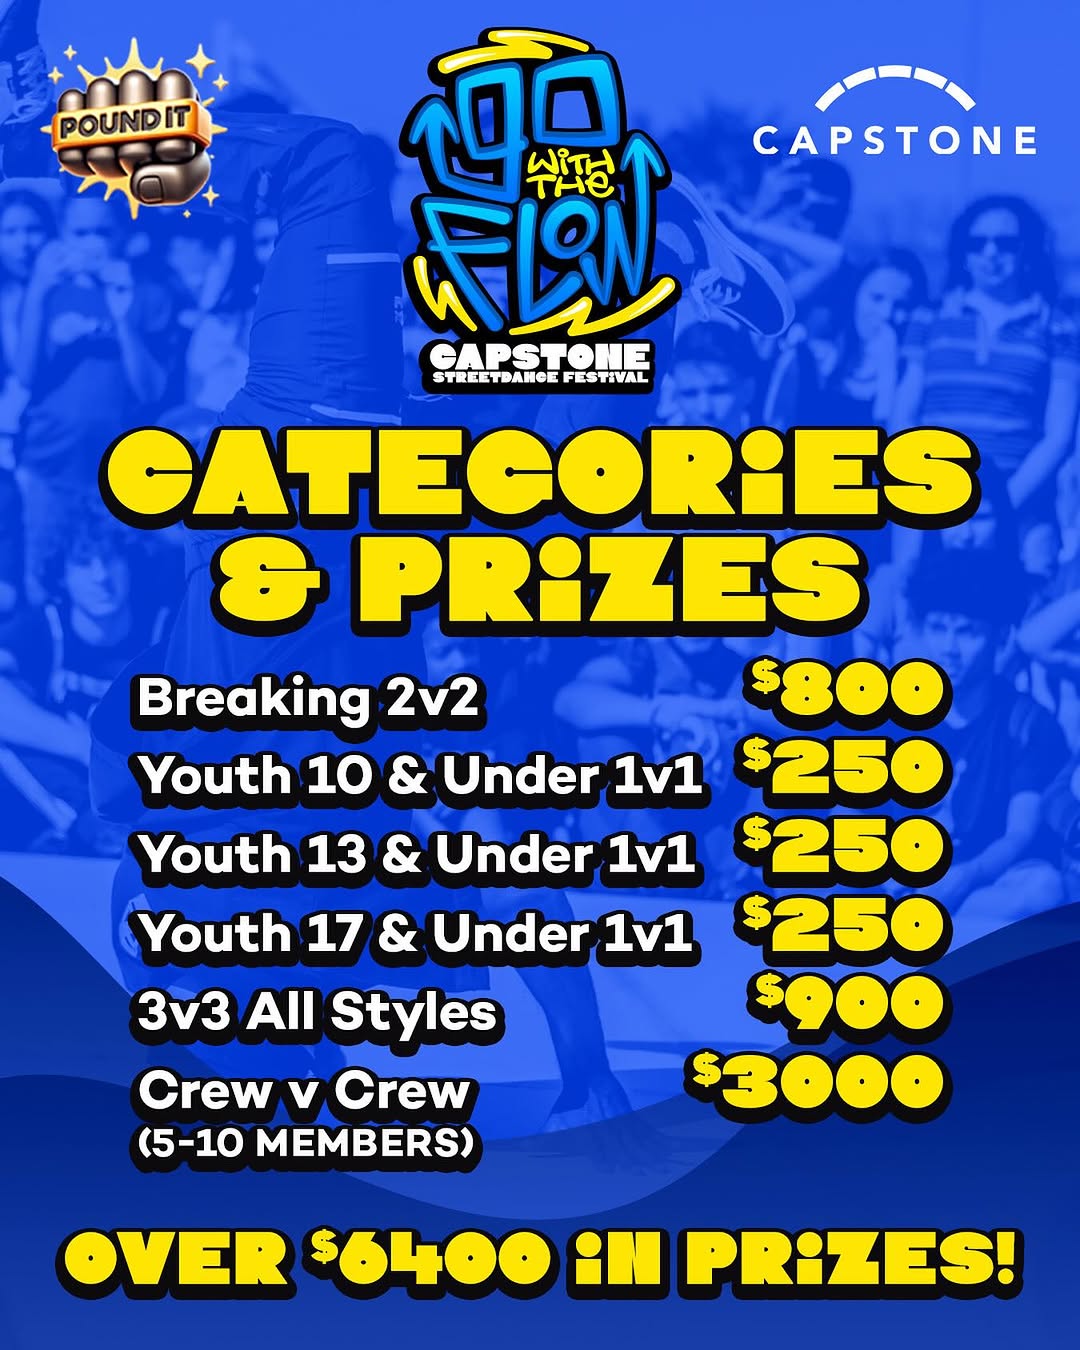 POUND IT
go
WiTH
THE
FLOW
CAPSTONE
STREETDANCE FESTiVAL
CAPSTONE
CATEGORiES
& PRiZES
Breaking 2v2 $800
Youth 10 & Under 1v1 $250
Youth 13 & Under 1v1 $250
Youth 17 & Under 1v1 $250
3v3 All Styles $900
Crew v Crew $3000
(5-10 MEMBERS)
OVER $6400 iN PRiZES!